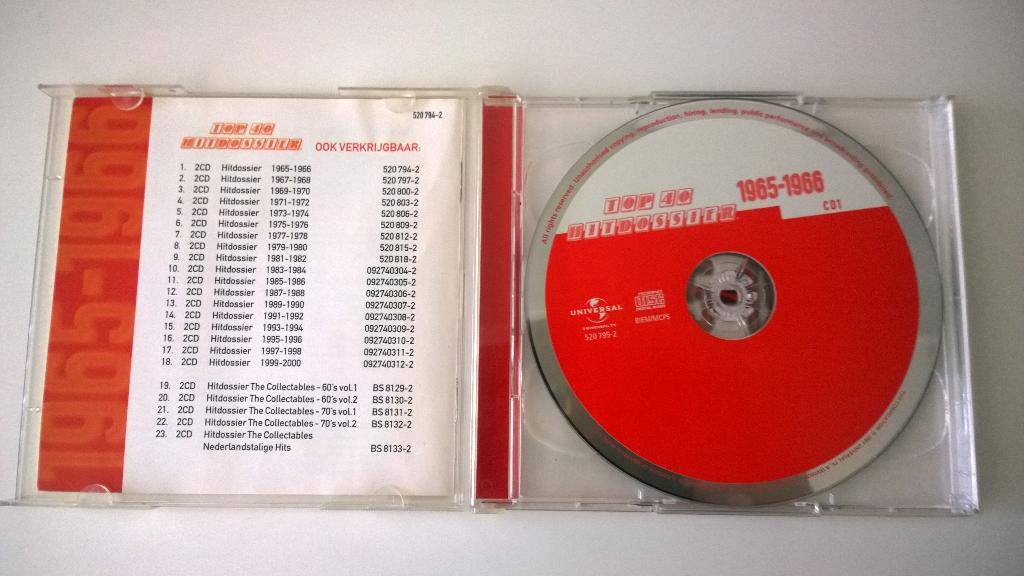 1965-1966
520 794-2
TOP 40
HITDOSSIER OOK VERKRIJGBAAR:
1. 2CD Hitdossier 1965-1966 520 794-2
2. 2CD Hitdossier 1967-1968 520 797-2
3. 2CD Hitdossier 1969-1970 520 800-2
4. 2CD Hitdossier 1971-1972 520 803-2
5. 2CD Hitdossier 1973-1974 520 806-2
6. 2CD Hitdossier 1975-1976 520 809-2
7. 2CD Hitdossier 1977-1978 520 812-2
8. 2CD Hitdossier 1979-1980 520 815-2
9. 2CD Hitdossier 1981-1982 520 818-2
10. 2CD Hitdossier 1983-1984 092740304-2
11. 2CD Hitdossier 1985-1986 092740305-2
12. 2CD Hitdossier 1987-1988 092740306-2
13. 2CD Hitdossier 1989-1990 092740307-2
14. 2CD Hitdossier 1991-1992 092740308-2
15. 2CD Hitdossier 1993-1994 092740309-2
16. 2CD Hitdossier 1995-1996 092740310-2
17. 2CD Hitdossier 1997-1998 092740311-2
18. 2CD Hitdossier 1999-2000 092740312-2
19. 2CD Hitdossier The Collectables - 60's vol.1 BS 8129-2
20. 2CD Hitdossier The Collectables - 60's vol.2 BS 8130-2
21. 2CD Hitdossier The Collectables - 70's vol.1 BS 8131-2
22. 2CD Hitdossier The Collectables - 70's vol.2 BS 8132-2
23. 2CD Hitdossier The Collectables
Nederlandstalige Hits BS 8133-2
All rights reserved. Unauthorised copying, reproduction, hiring, lending, public performance and broadcasting prohibited
TOP 40
HITDOSSIER
1965-1966
CD1
UNIVERSAL
UNIVERSAL TV
520 795-2
COMPACT
disc
DIGITAL AUDIO
BIEM/MCPS